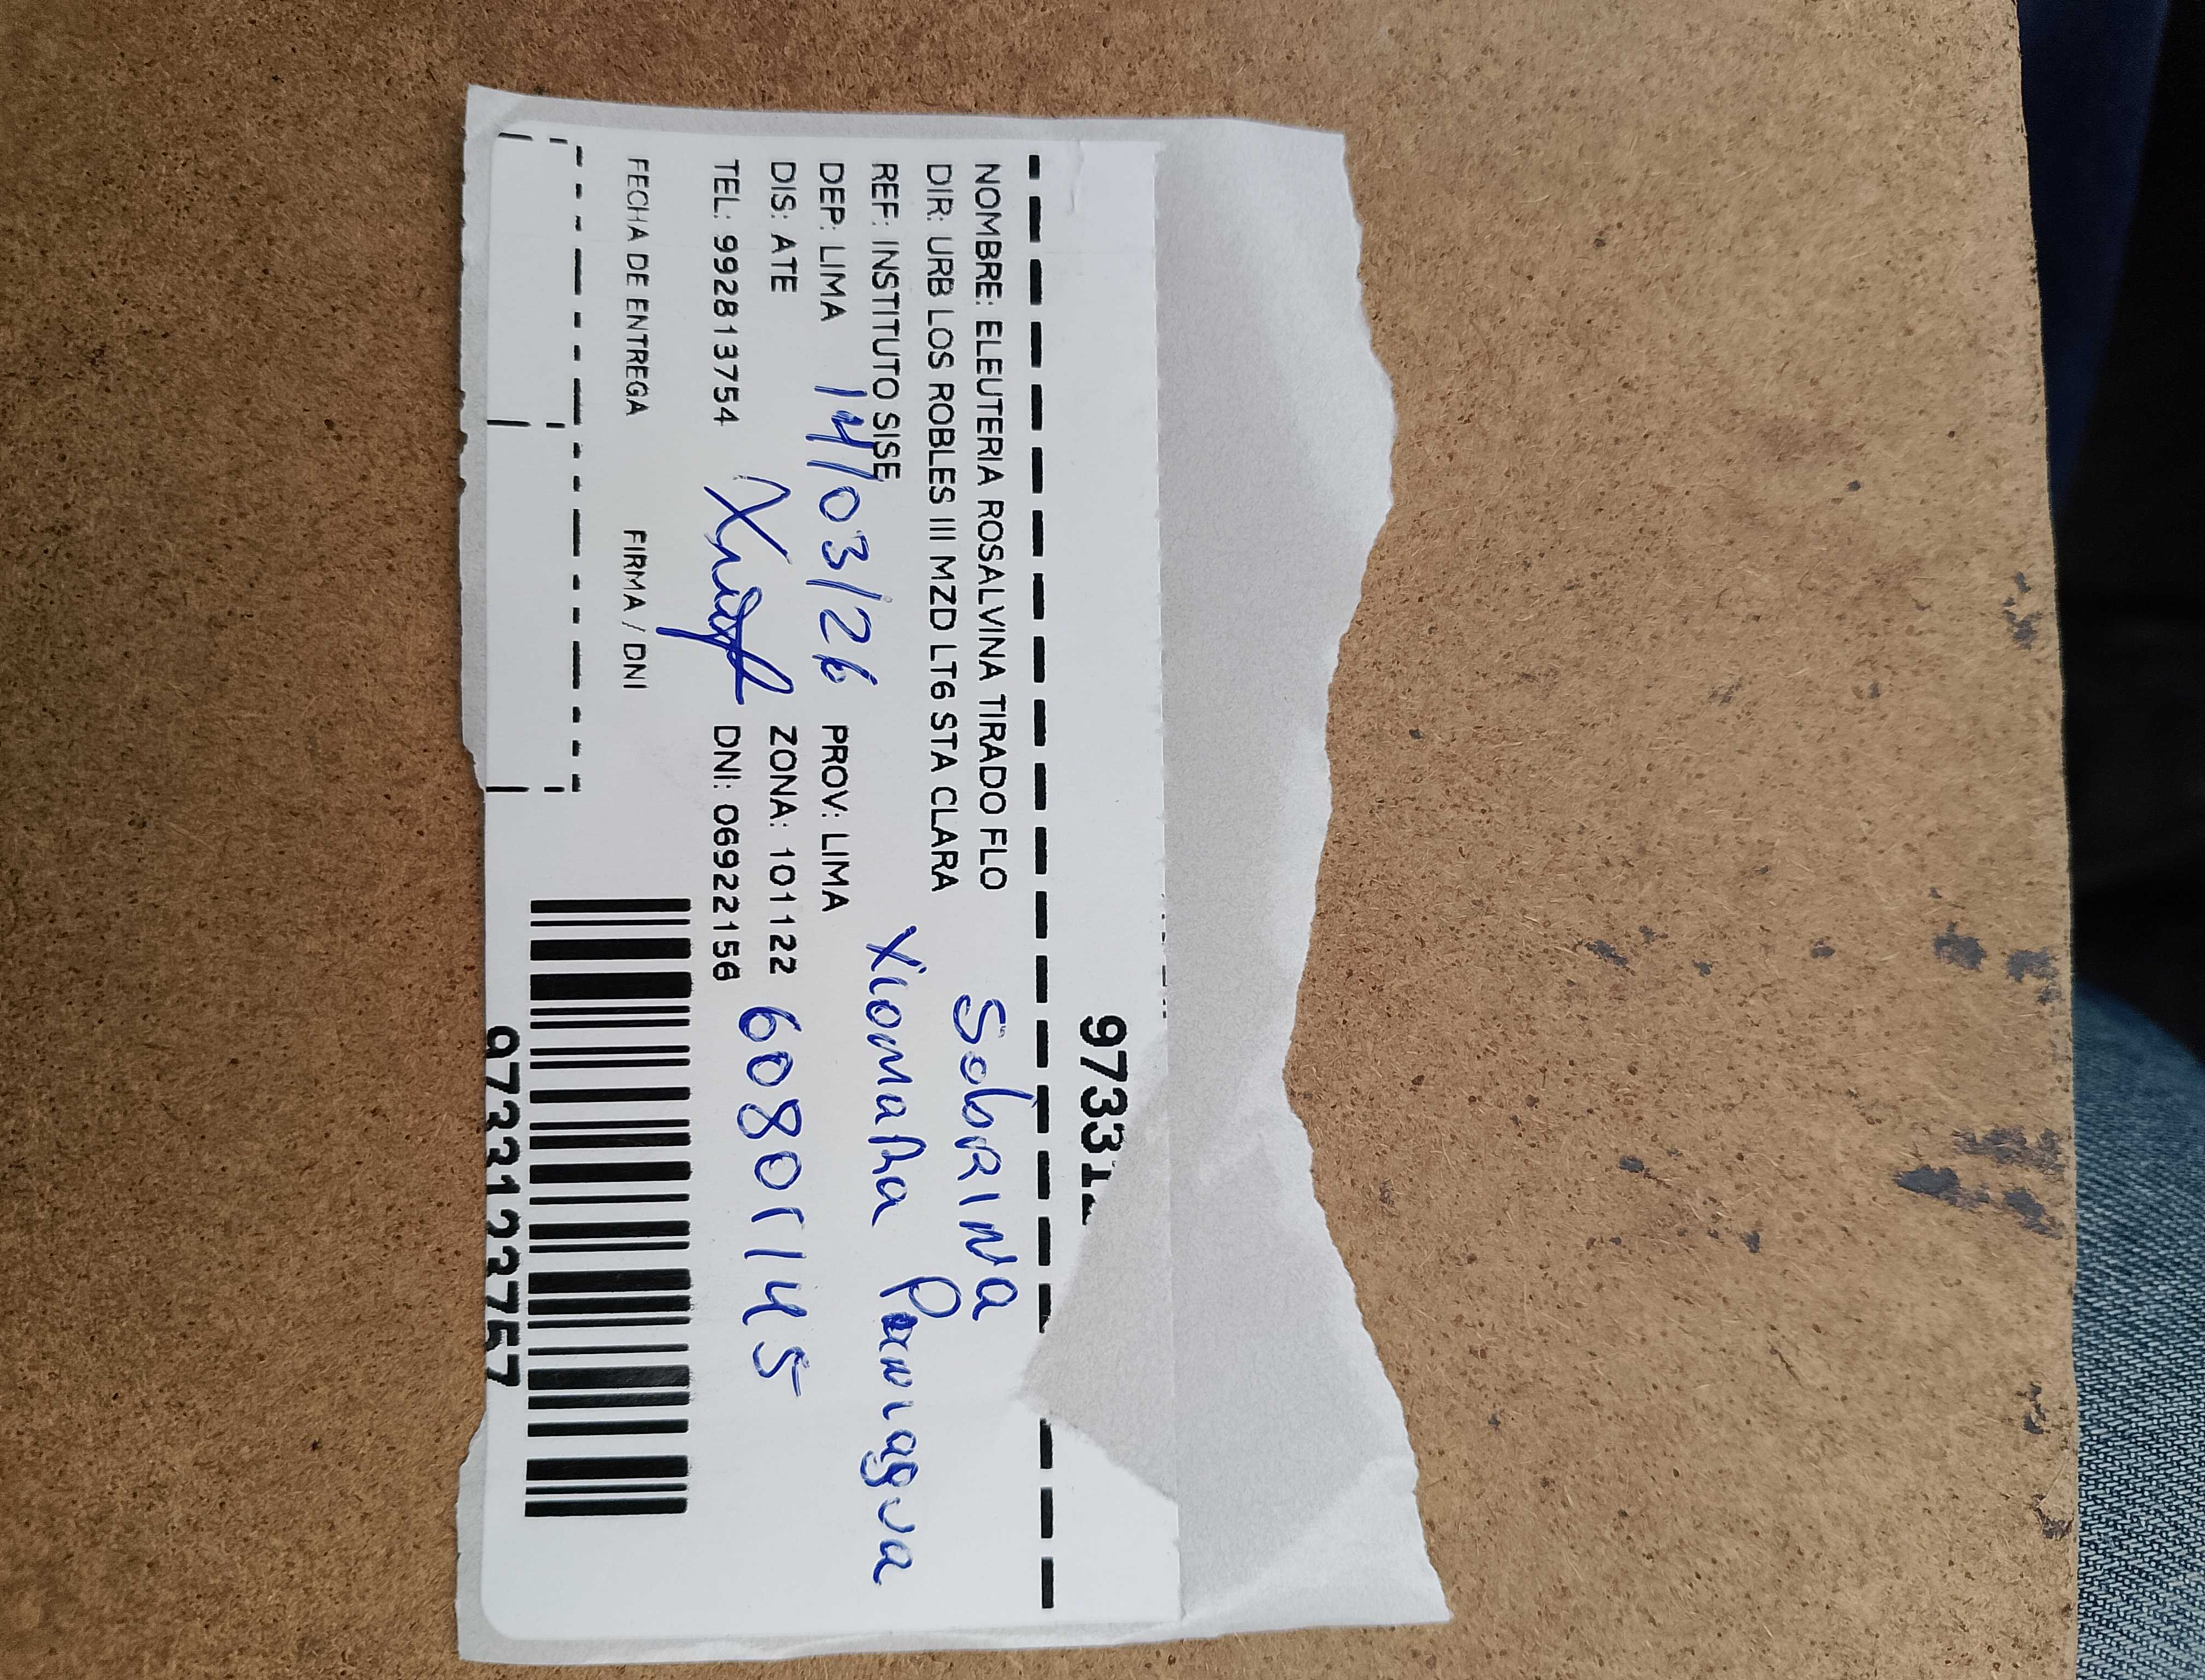 97331
NOMBRE: ELEUTERIA ROSALVINA TIRADO FLO
Sobrina
DIR: URB LOS ROBLES III MZD LT6 STA CLARA
REF: INSTITUTO SISE
Xiomara Paniagua
DEP: LIMA 14/03/26 PROV: LIMA
DIS: ATE ZONA: 101122
60801145
TEL: 992813754 DNI: 06922156
FECHA DE ENTREGA FIRMA / DNI
97331223757